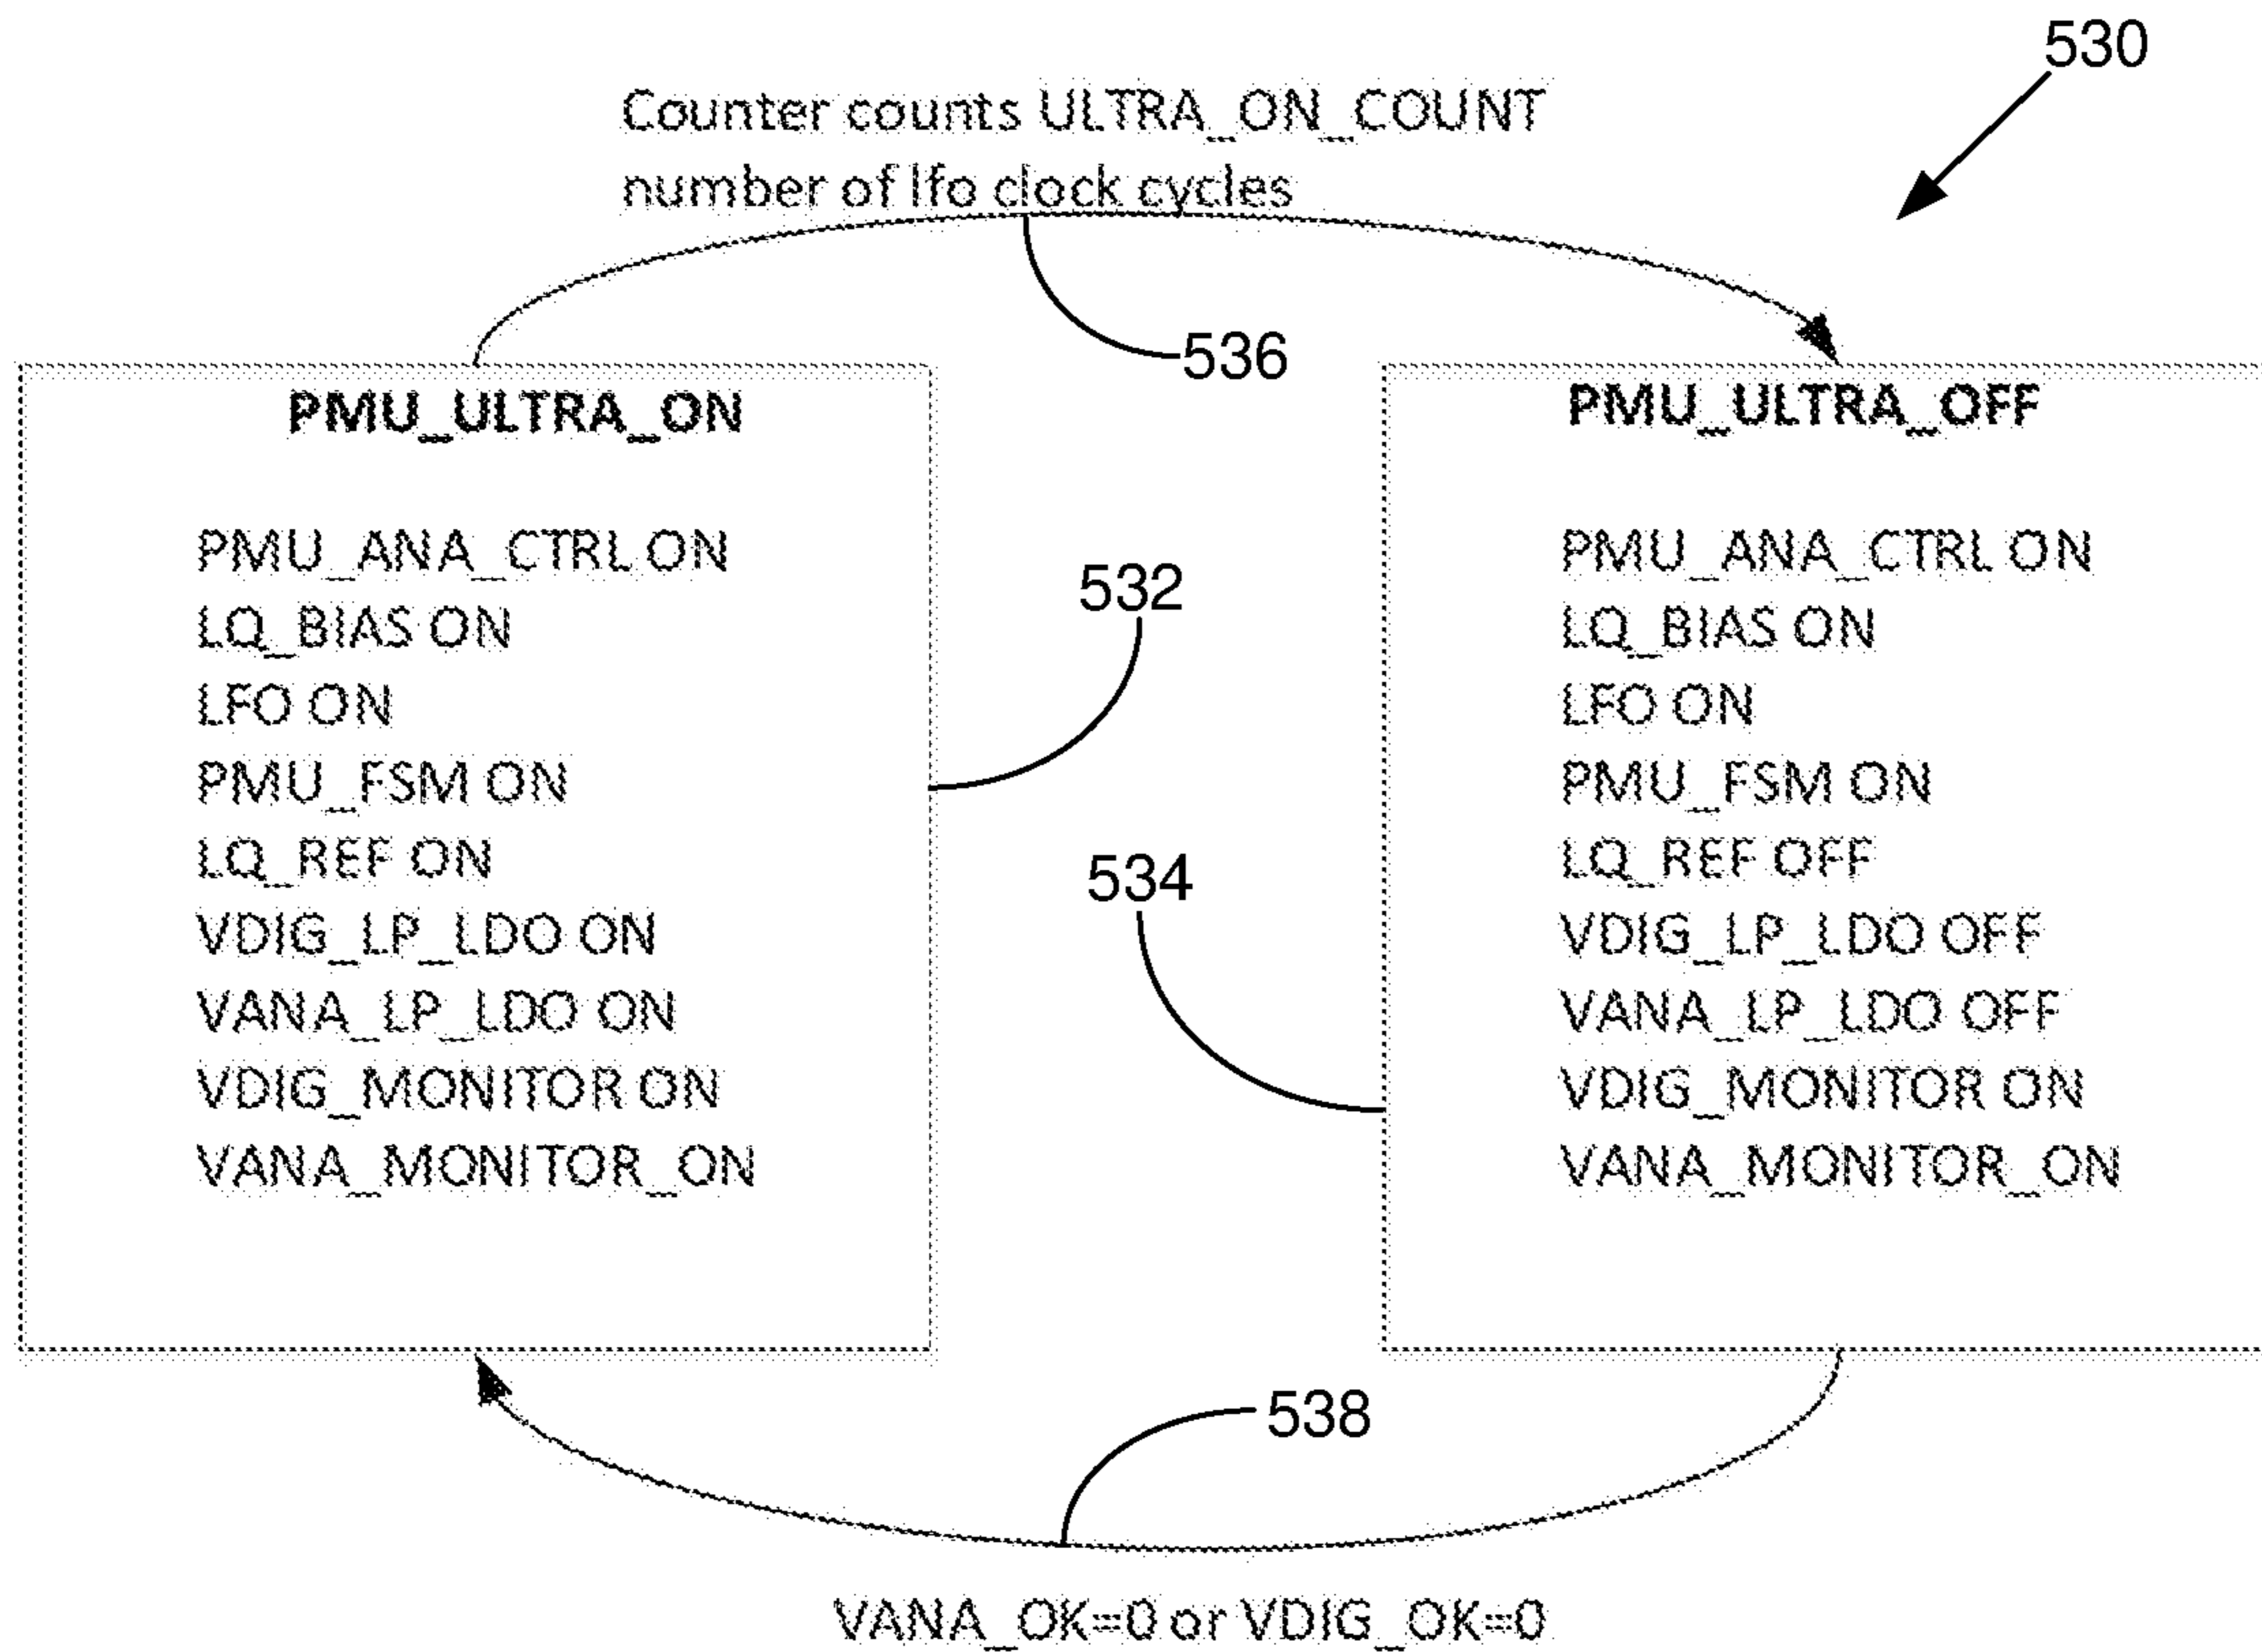 530
Counter counts ULTRA_ON_COUNT
number of lfo clock cycles
536
PMU_ULTRA_ON
PMU_ANA_CTRL ON
LQ_BIAS ON
LFO ON
PMU_FSM ON
LQ_REF ON
VDIG_LP_LDO ON
VANA_LP_LDO ON
VDIG_MONITOR ON
VANA_MONITOR_ON
532
534
PMU_ULTRA_OFF
PMU_ANA_CTRL ON
LQ_BIAS ON
LFO ON
PMU_FSM ON
LQ_REF OFF
VDIG_LP_LDO OFF
VANA_LP_LDO OFF
VDIG_MONITOR ON
VANA_MONITOR_ON
538
VANA_OK=0 or VDIG_OK=0